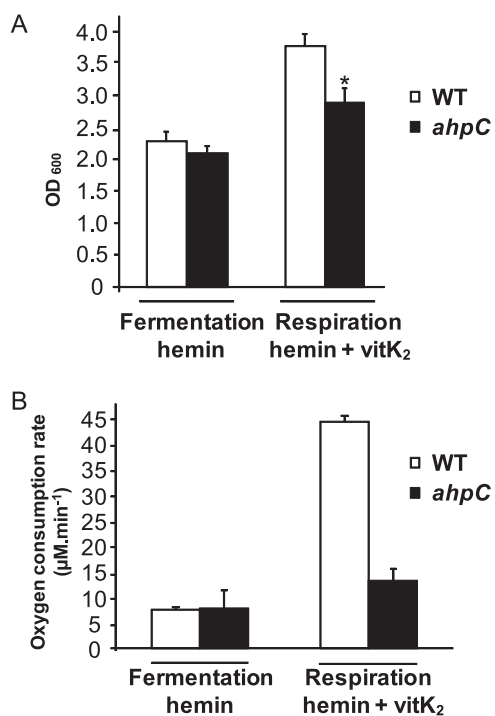 A
OD 600
4.0
3.5
3.0
2.5
2.0
1.5
1.0
0.5
0
*
WT
ahpC
Fermentation
hemin
Respiration
hemin + vitK₂
B
Oxygen consumption rate
(µM.min⁻¹)
45
40
35
30
25
20
15
10
5
0
WT
ahpC
Fermentation
hemin
Respiration
hemin + vitK₂